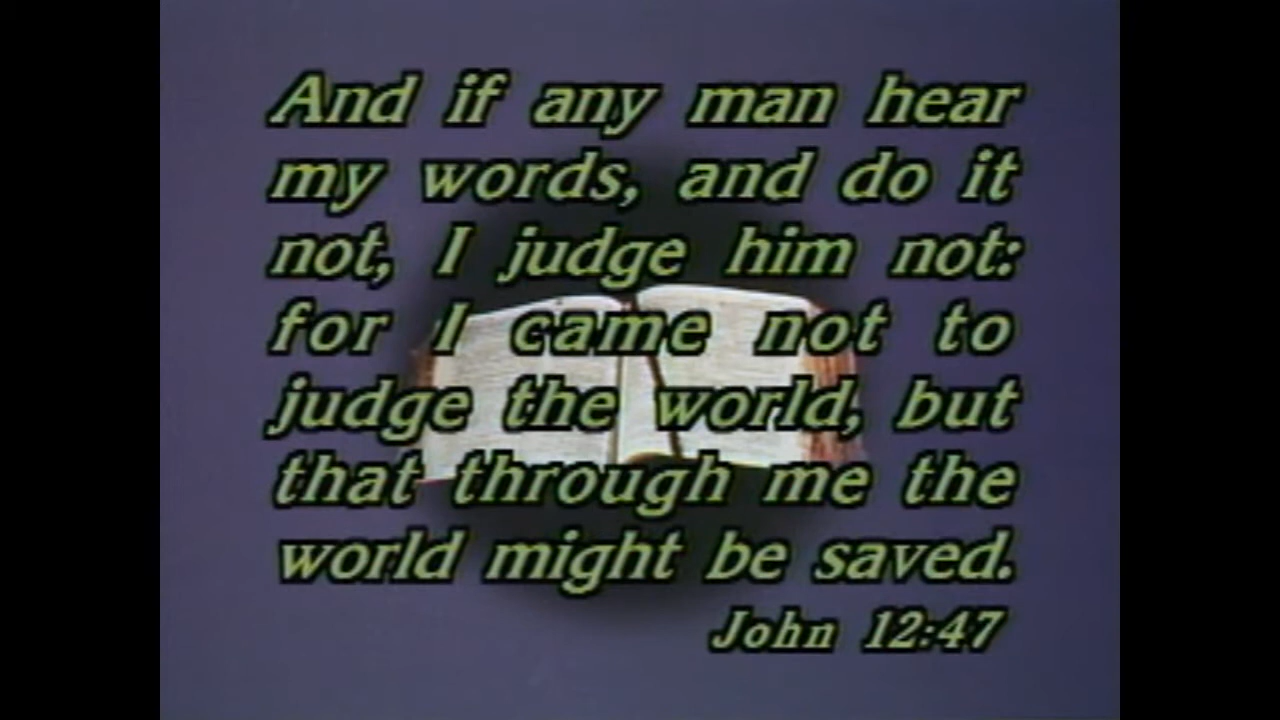 And if any man hear
my words, and do it
not, I judge him not:
for I came not to
judge the world, but
that through me the
world might be saved.
John 12:47